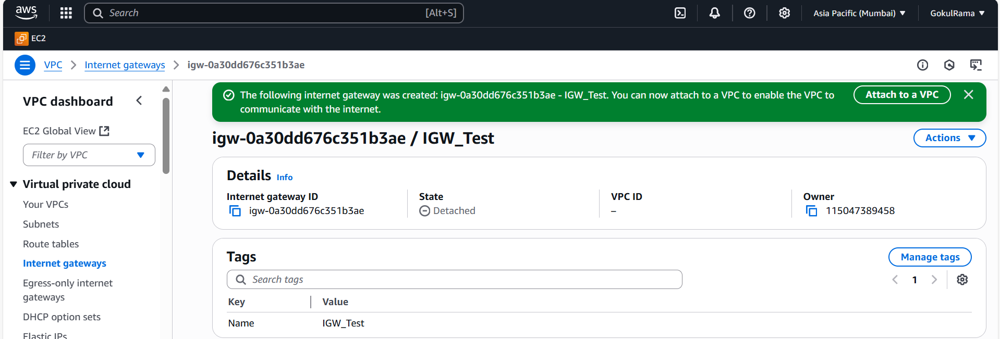 aws
Search [Alt+S]
Asia Pacific (Mumbai)
GokulRama
EC2
VPC
Internet gateways
igw-0a30dd676c351b3ae
VPC dashboard
EC2 Global View
Filter by VPC
Virtual private cloud
Your VPCs
Subnets
Route tables
Internet gateways
Egress-only internet
gateways
DHCP option sets
Elastic IPs
The following internet gateway was created: igw-0a30dd676c351b3ae - IGW_Test. You can now attach to a VPC to enable the VPC to
communicate with the internet.
Attach to a VPC
igw-0a30dd676c351b3ae / IGW_Test
Actions
Details Info
Internet gateway ID
igw-0a30dd676c351b3ae
State
Detached
VPC ID
–
Owner
115047389458
Tags
Manage tags
Search tags
1
Key Value
Name IGW_Test